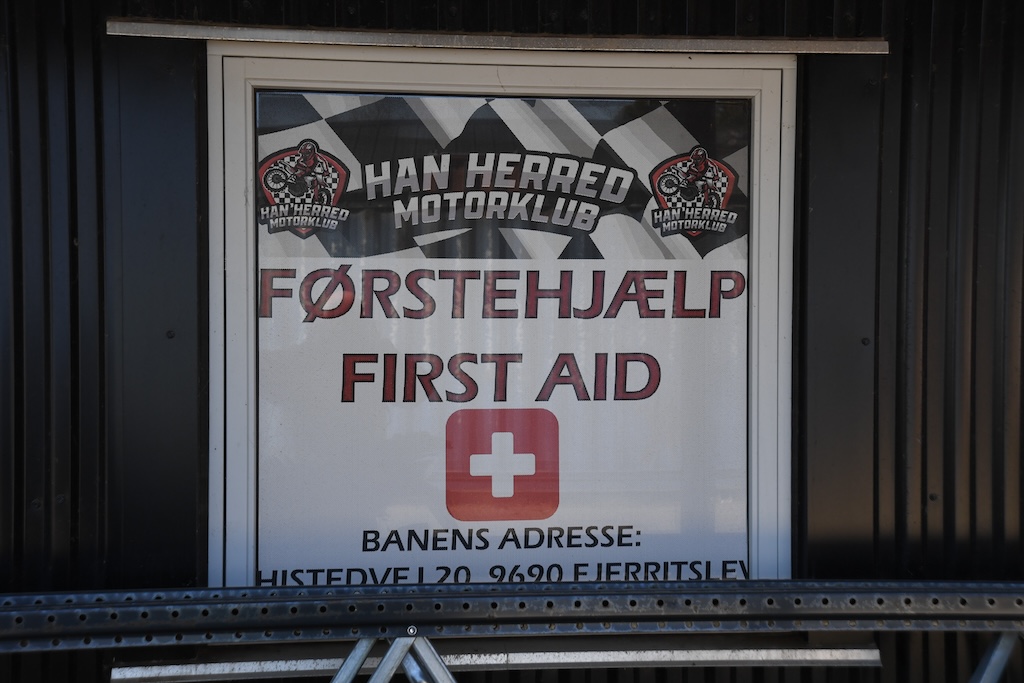 HAN HERRED
MOTORKLUB
HAN HERRED
MOTORKLUB
HAN HERRED
MOTORKLUB
FØRSTEHJÆLP
FIRST AID
BANENS ADRESSE:
HISTEDVEJ 20, 9690 FJERRITSLEV